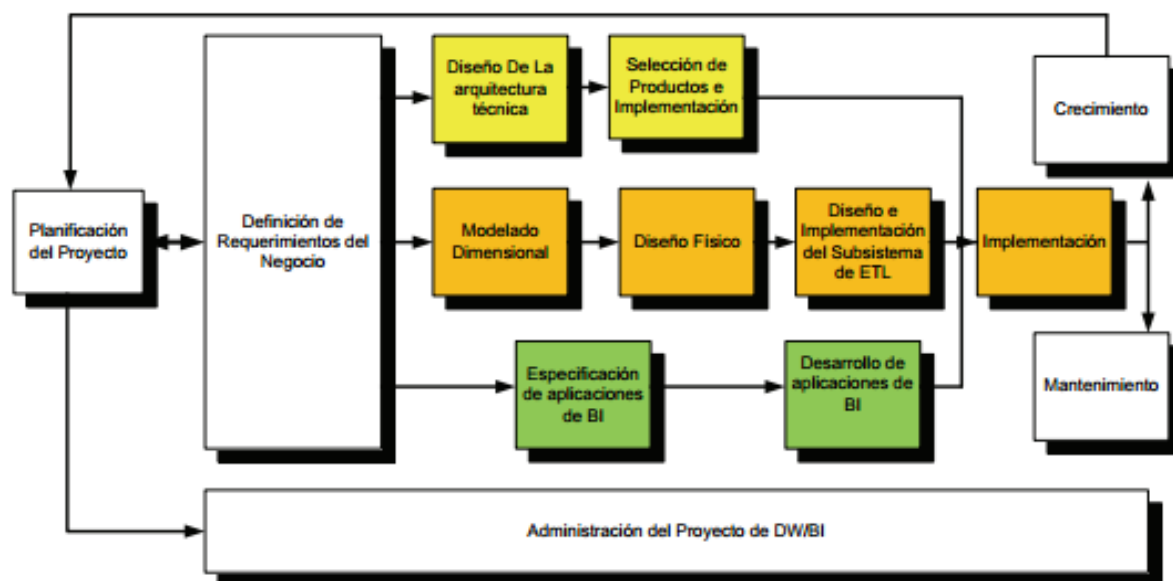 Planificación
del Proyecto
Definición de
Requerimientos del
Negocio
Diseño De La
arquitectura
técnica
Selección de
Productos e
Implementación
Modelado
Dimensional
Diseño Físico
Diseño e
Implementación
del Subsistema
de ETL
Implementación
Especificación
de aplicaciones
de BI
Desarrollo de
aplicaciones de
BI
Crecimiento
Mantenimiento
Administración del Proyecto de DW/BI